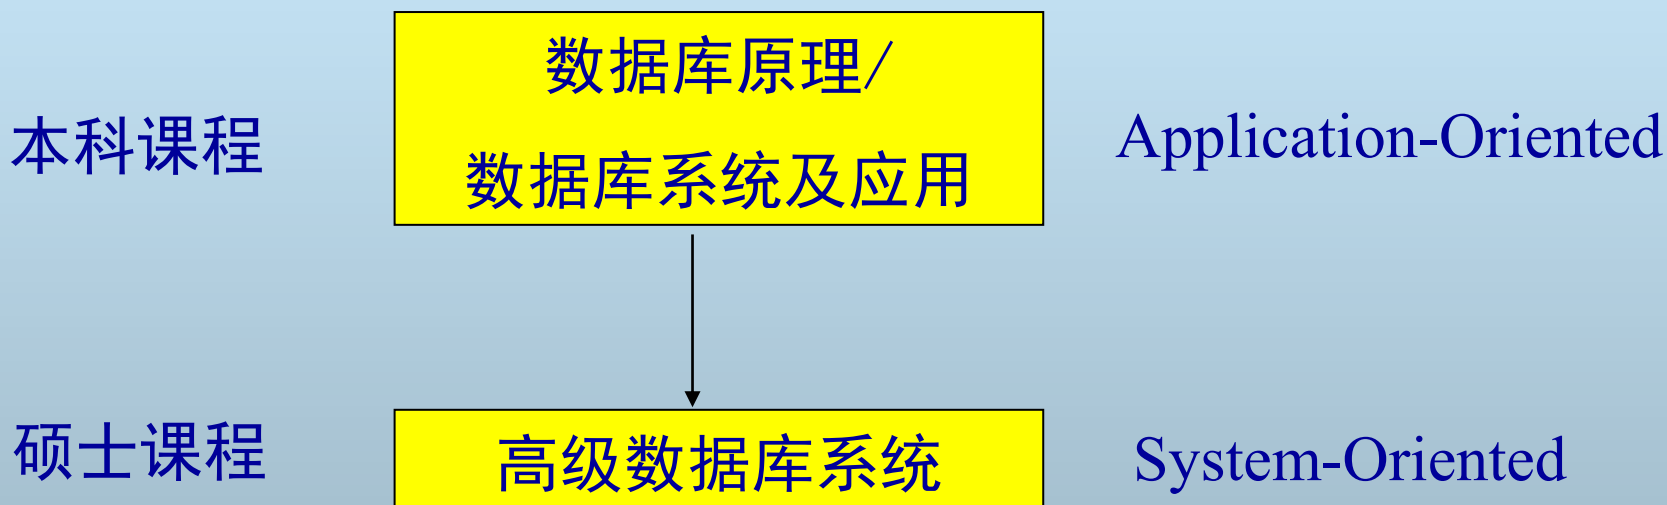 数据库原理/
本科课程
数据库系统及应用
Application-Oriented
硕士课程
高级数据库系统
System-Oriented